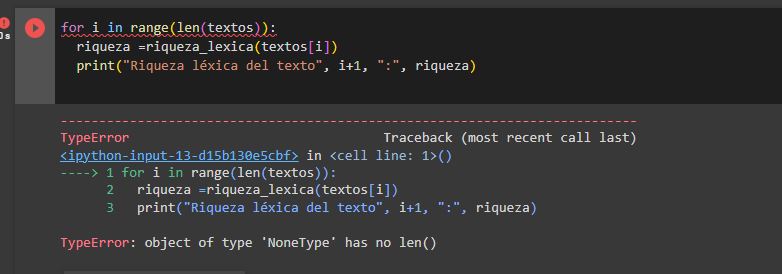 0s
for i in range(len(textos)):
  riqueza =riqueza_lexica(textos[i])
  print("Riqueza léxica del texto", i+1, ":", riqueza)
---------------------------------------------------------------------------
TypeError                                 Traceback (most recent call last)
<ipython-input-13-d15b130e5cbf> in <cell line: 1>()
----> 1 for i in range(len(textos)):
      2   riqueza =riqueza_lexica(textos[i])
      3   print("Riqueza léxica del texto", i+1, ":", riqueza)
TypeError: object of type 'NoneType' has no len()